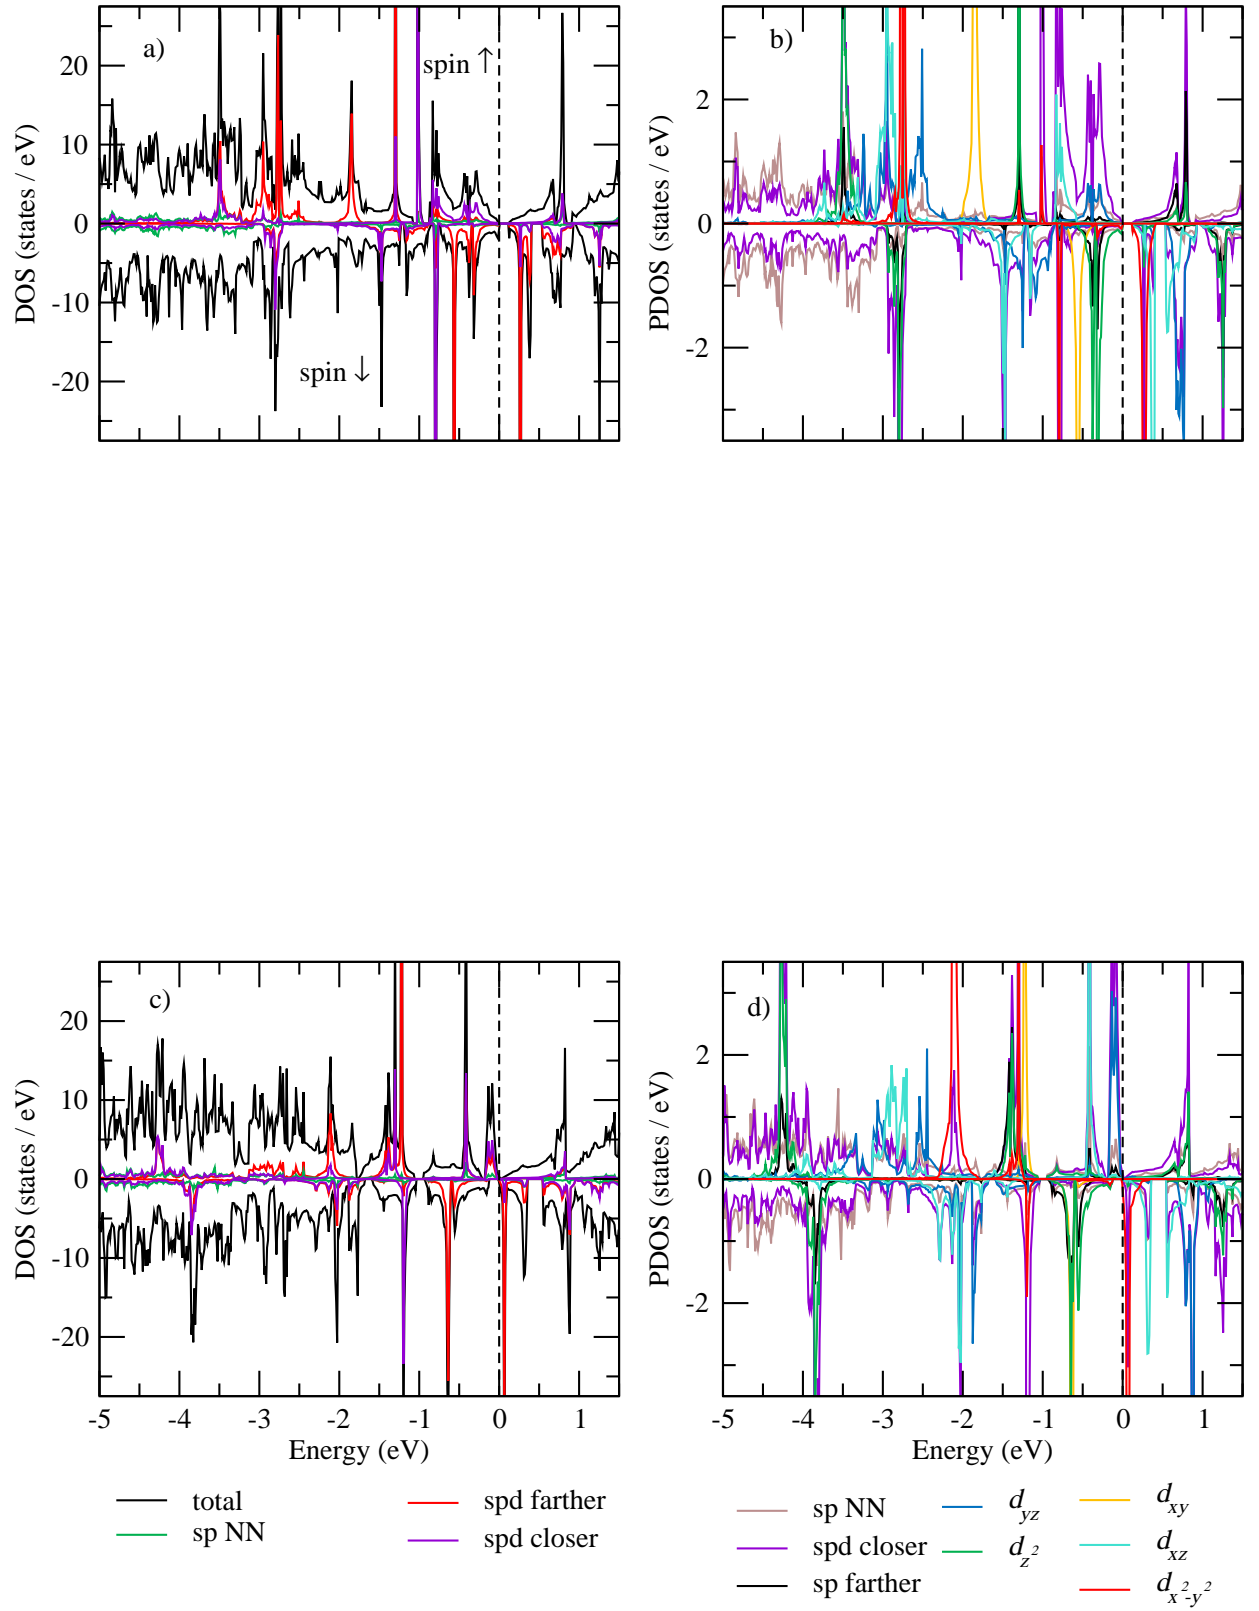 a)
spin ↑
20
10
0
-10
-20
DOS (states / eV)
spin ↓
b)
2
0
-2
PDOS (states / eV)
c)
20
10
0
-10
-20
DOS (states / eV)
-5 -4 -3 -2 -1 0 1
Energy (eV)
d)
2
0
-2
PDOS (states / eV)
-5 -4 -3 -2 -1 0 1
Energy (eV)
total
sp NN
spd farther
spd closer
sp NN
spd closer
sp farther
d_yz
d_z²
d_xy
d_xz
d_x²-y²